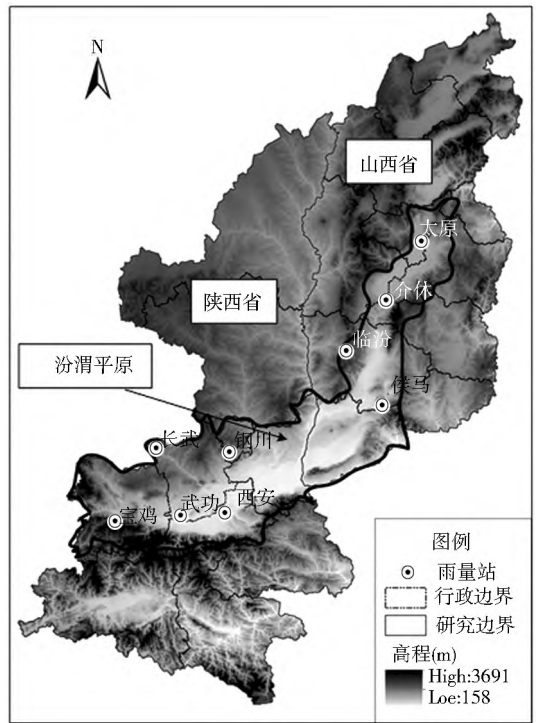 N
山西省
太原
介休
陕西省
临汾
汾渭平原
侯马
长武
铜川
武功
西安
宝鸡
图例
雨量站
行政边界
研究边界
高程(m)
High:3691
Loe:158